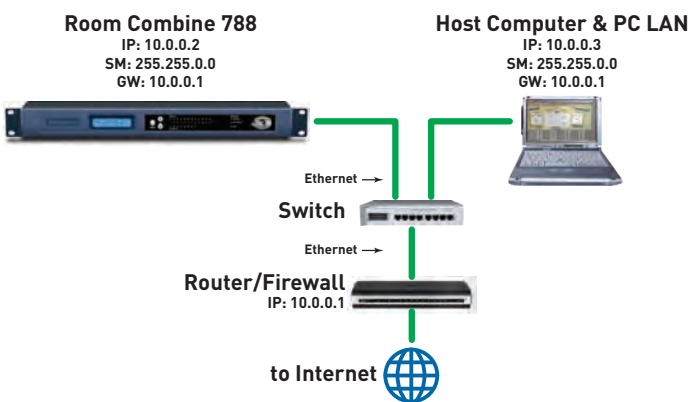 Room Combine 788
IP: 10.0.0.2
SM: 255.255.0.0
GW: 10.0.0.1
Host Computer & PC LAN
IP: 10.0.0.3
SM: 255.255.0.0
GW: 10.0.0.1
Ethernet →
Switch
Ethernet →
Router/Firewall
IP: 10.0.0.1
to Internet